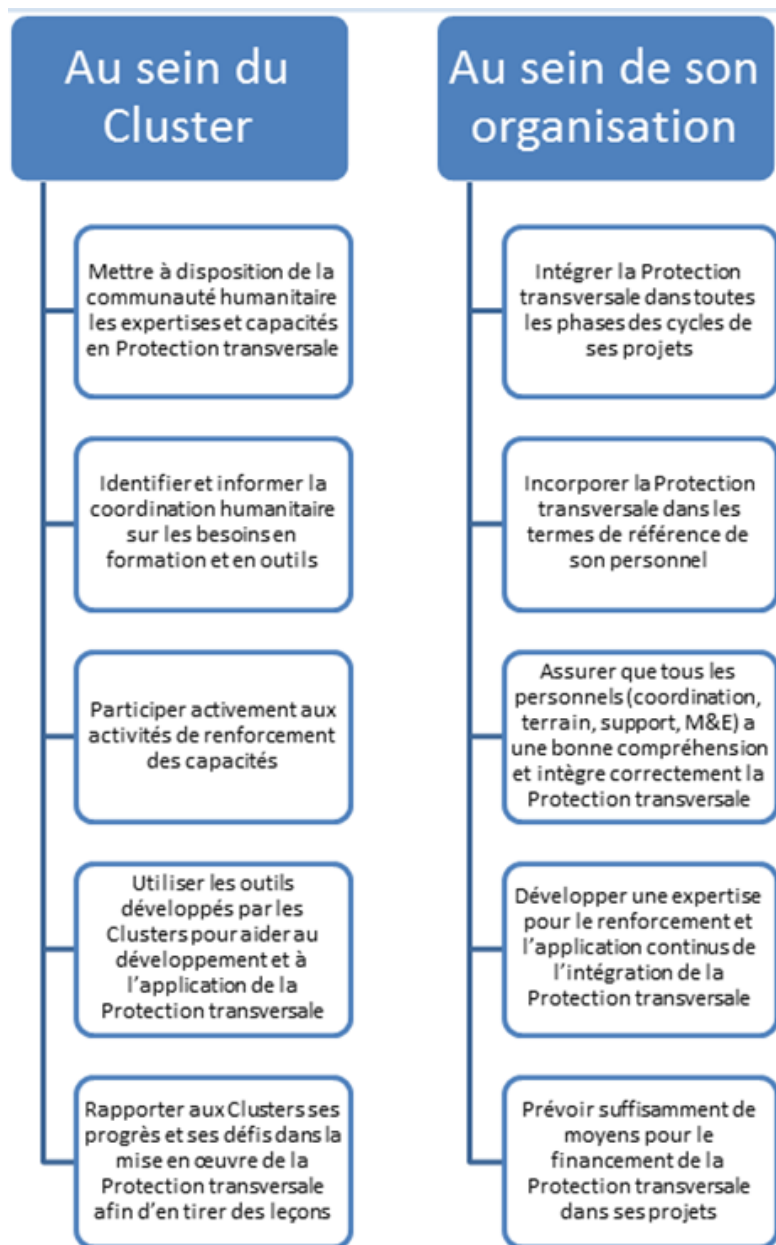 Au sein du
Cluster
Mettre à disposition de la
communauté humanitaire
les expertises et capacités
en Protection transversale
Identifier et informer la
coordination humanitaire
sur les besoins en
formation et en outils
Participer activement aux
activités de renforcement
des capacités
Utiliser les outils
développés par les
Clusters pour aider au
développement et à
l'application de la
Protection transversale
Rapporter aux Clusters ses
progrès et ses défis dans la
mise en œuvre de la
Protection transversale
afin d'en tirer des leçons
Au sein de son
organisation
Intégrer la Protection
transversale dans toutes
les phases des cycles de
ses projets
Incorporer la Protection
transversale dans les
termes de référence de
son personnel
Assurer que tous les
personnels (coordination,
terrain, support, M&E) a
une bonne compréhension
et intègre correctement la
Protection transversale
Développer une expertise
pour le renforcement et
l'application continus de
l'intégration de la
Protection transversale
Prévoir suffisamment de
moyens pour le
financement de la
Protection transversale
dans ses projets